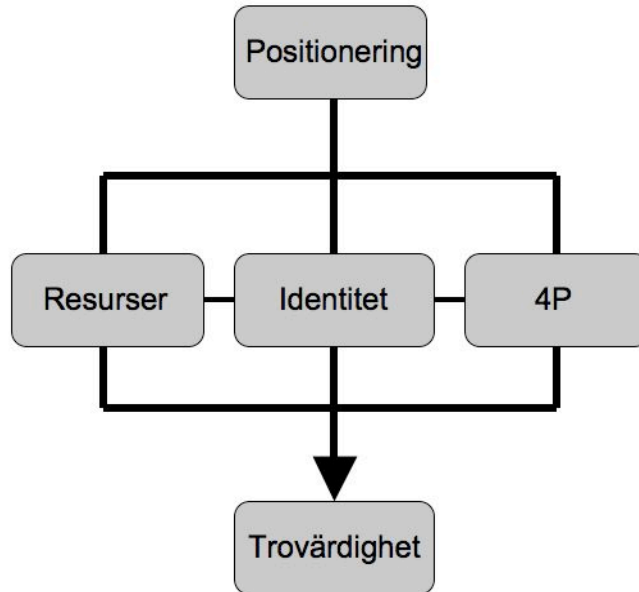 Positionering
Resurser
Identitet
4P
Trovärdighet